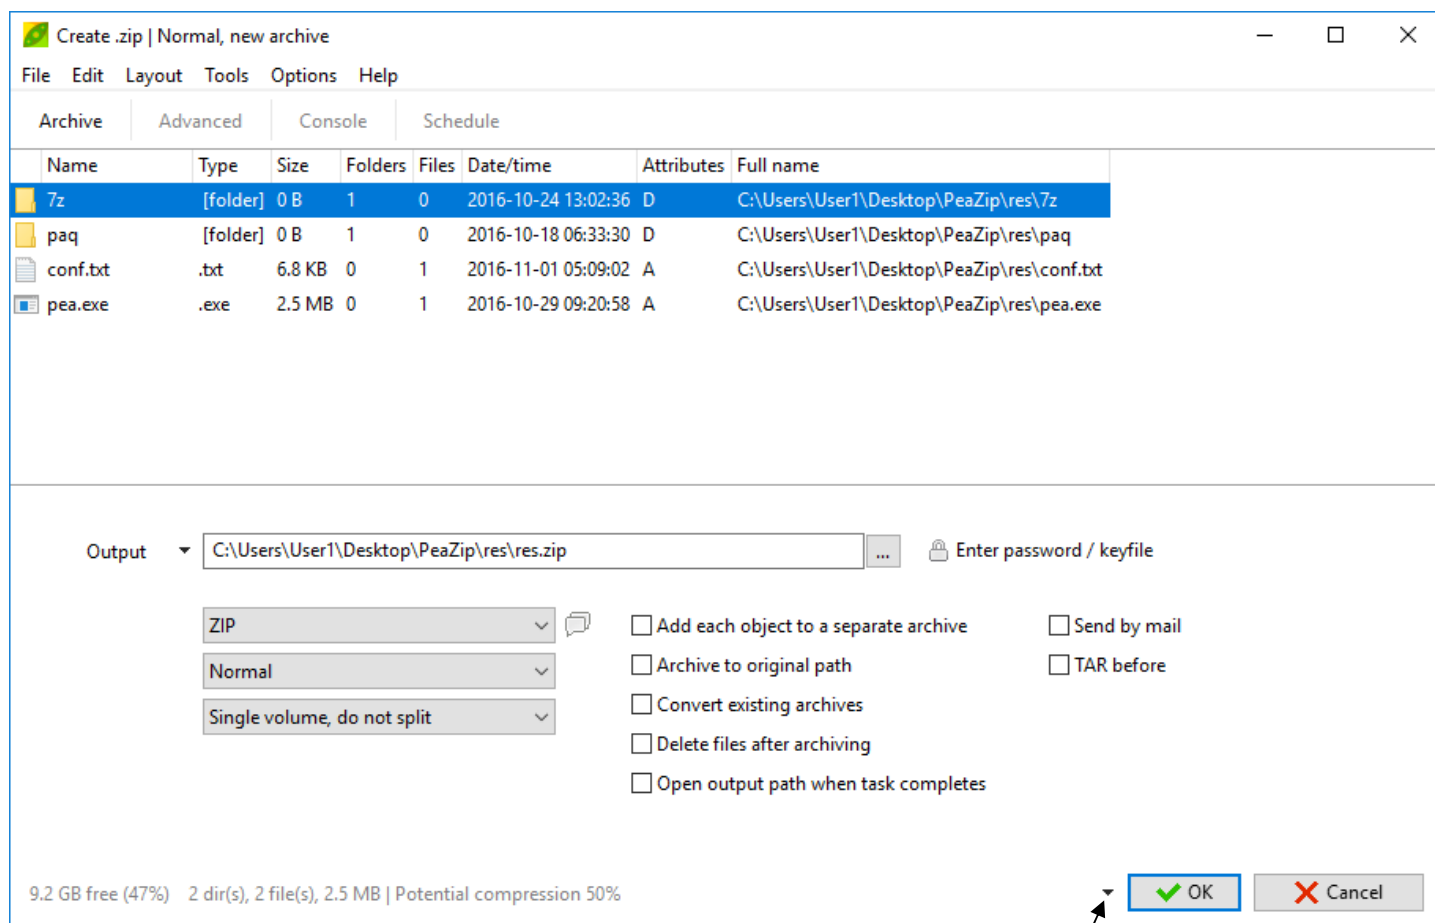 Create .zip | Normal, new archive
File Edit Layout Tools Options Help
Archive Advanced Console Schedule
Name Type Size Folders Files Date/time Attributes Full name
7z [folder] 0 B 1 0 2016-10-24 13:02:36 D C:\Users\User1\Desktop\PeaZip\res\7z
paq [folder] 0 B 1 0 2016-10-18 06:33:30 D C:\Users\User1\Desktop\PeaZip\res\paq
conf.txt .txt 6.8 KB 0 1 2016-11-01 05:09:02 A C:\Users\User1\Desktop\PeaZip\res\conf.txt
pea.exe .exe 2.5 MB 0 1 2016-10-29 09:20:58 A C:\Users\User1\Desktop\PeaZip\res\pea.exe
Output C:\Users\User1\Desktop\PeaZip\res\res.zip ... Enter password / keyfile
ZIP Add each object to a separate archive Send by mail
Normal Archive to original path TAR before
Single volume, do not split Convert existing archives
Delete files after archiving
Open output path when task completes
9.2 GB free (47%) 2 dir(s), 2 file(s), 2.5 MB | Potential compression 50% OK Cancel